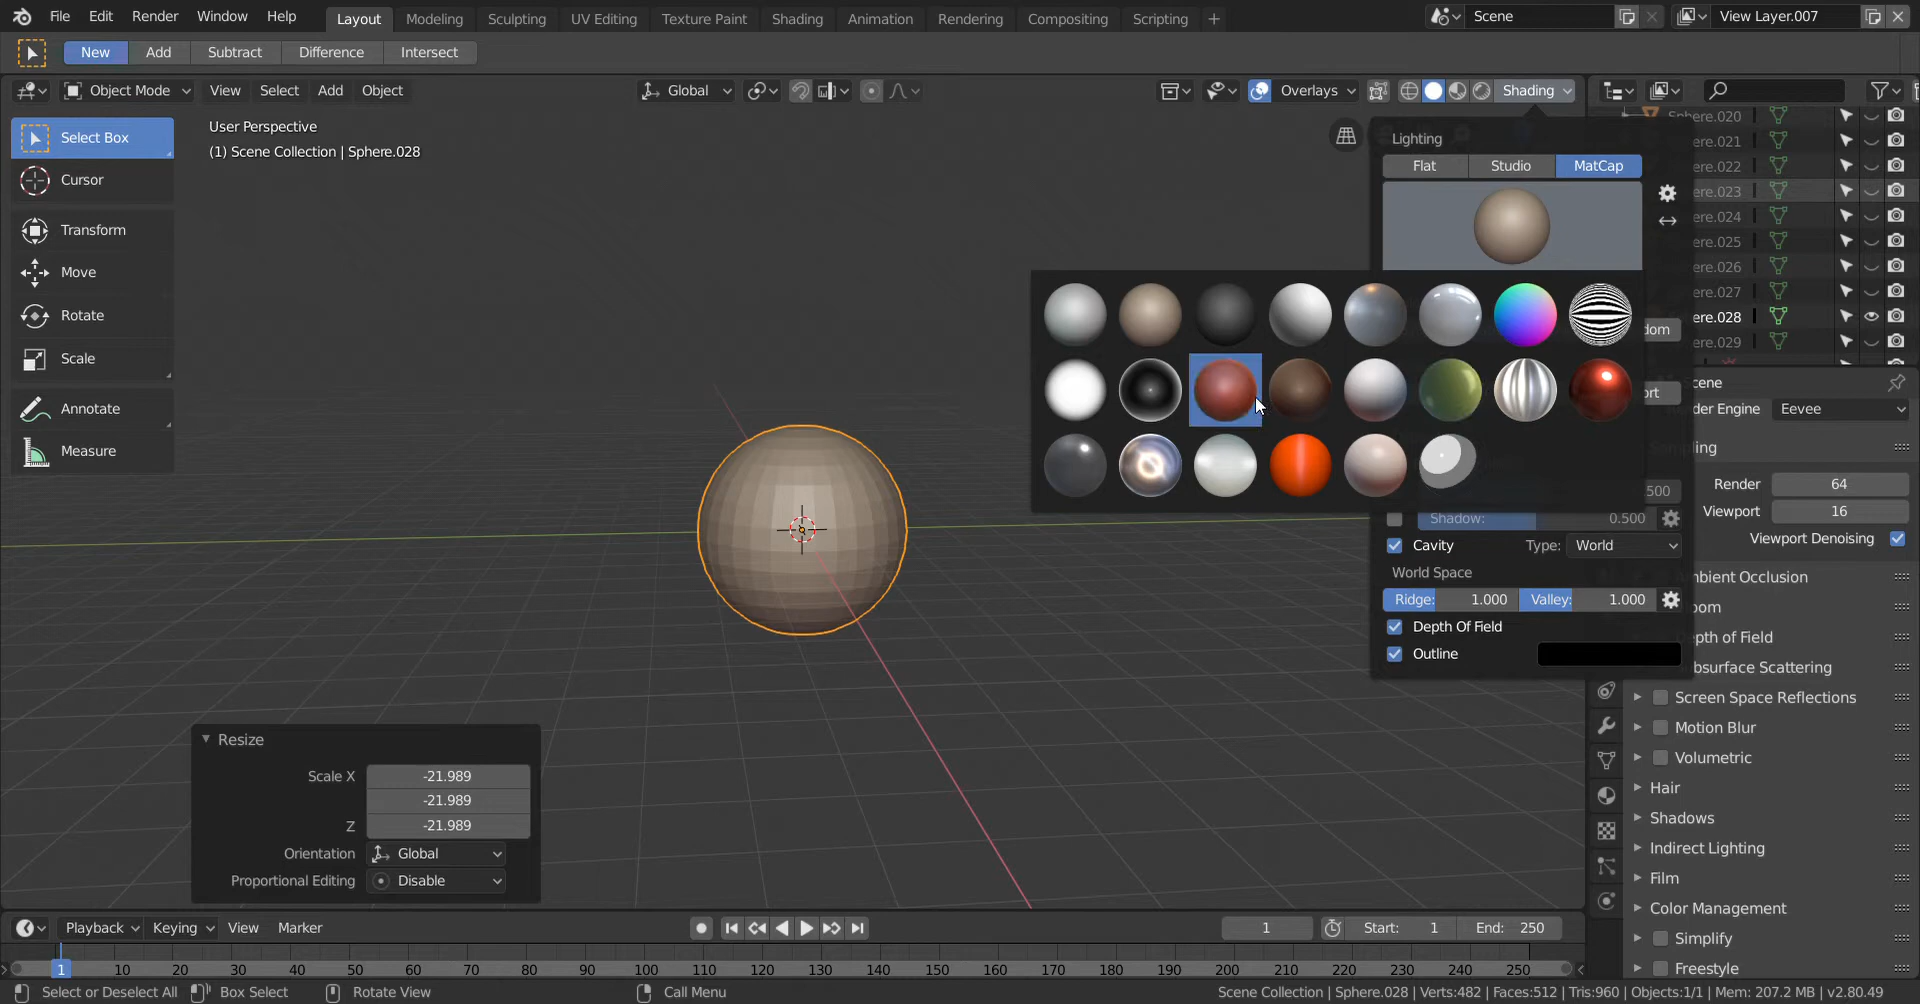 File Edit Render Window Help Layout Modeling Sculpting UV Editing Texture Paint Shading Animation Rendering Compositing Scripting + Scene View Layer.007
New Add Subtract Difference Intersect
Object Mode View Select Add Object Global Overlays Shading
Select Box
Cursor
Transform
Move
Rotate
Scale
Annotate
Measure
User Perspective
(1) Scene Collection | Sphere.028
Lighting
Flat Studio MatCap
Sphere.020
ere.021
ere.022
ere.023
ere.024
ere.025
ere.026
ere.027
ere.028
ere.029
dom
ort
500
Shadow: 0.500
Cavity Type: World
World Space
Ridge: 1.000 Valley: 1.000
Depth Of Field
Outline
Scene
der Engine Eevee
Sampling
Render 64
Viewport 16
Viewport Denoising
mbient Occlusion
oom
epth of Field
ubsurface Scattering
Screen Space Reflections
Motion Blur
Volumetric
Hair
Shadows
Indirect Lighting
Film
Color Management
Simplify
Freestyle
Resize
Scale X -21.989
-21.989
Z -21.989
Orientation Global
Proportional Editing Disable
Playback Keying View Marker 1 Start: 1 End: 250
1 10 20 30 40 50 60 70 80 90 100 110 120 130 140 150 160 170 180 190 200 210 220 230 240 250
Select or Deselect All Box Select Rotate View Call Menu Scene Collection | Sphere.028 | Verts:482 | Faces:512 | Tris:960 | Objects:1/1 | Mem: 207.2 MB | v2.80.49